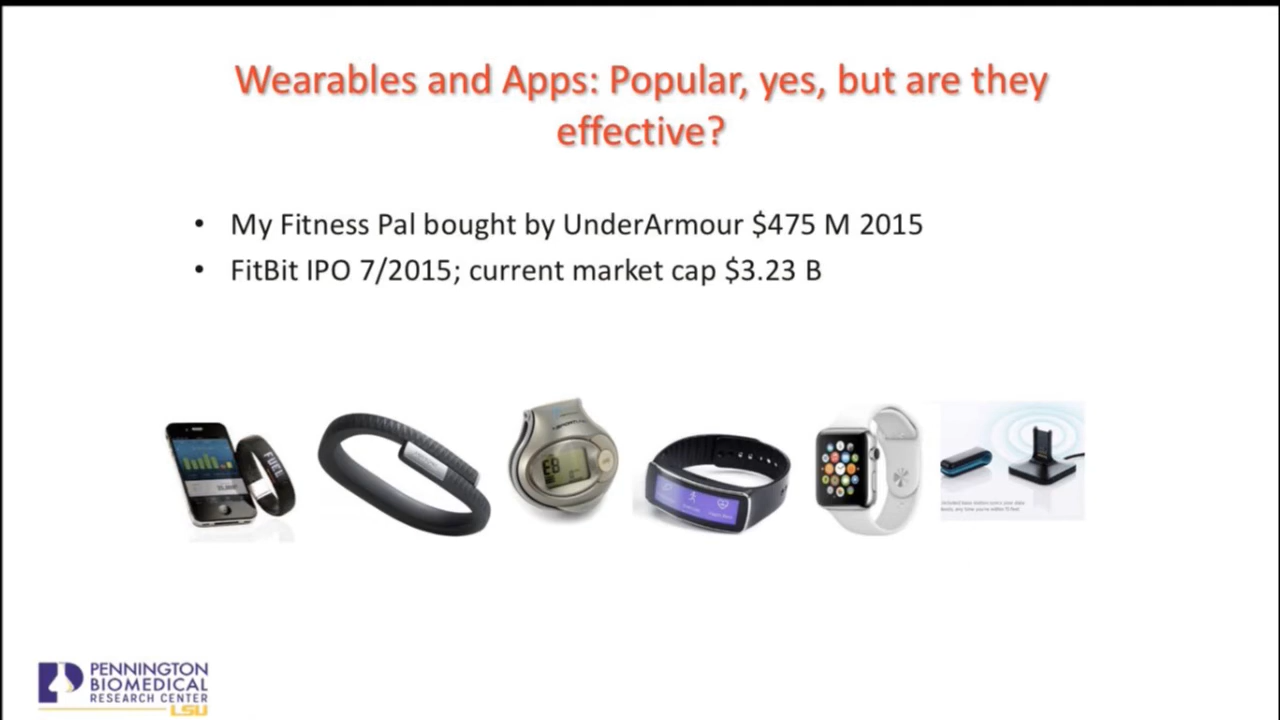 Wearables and Apps: Popular, yes, but are they
effective?
• My Fitness Pal bought by UnderArmour $475 M 2015
• FitBit IPO 7/2015; current market cap $3.23 B
FUEL
PENNINGTON
BIOMEDICAL
RESEARCH CENTER
LSU